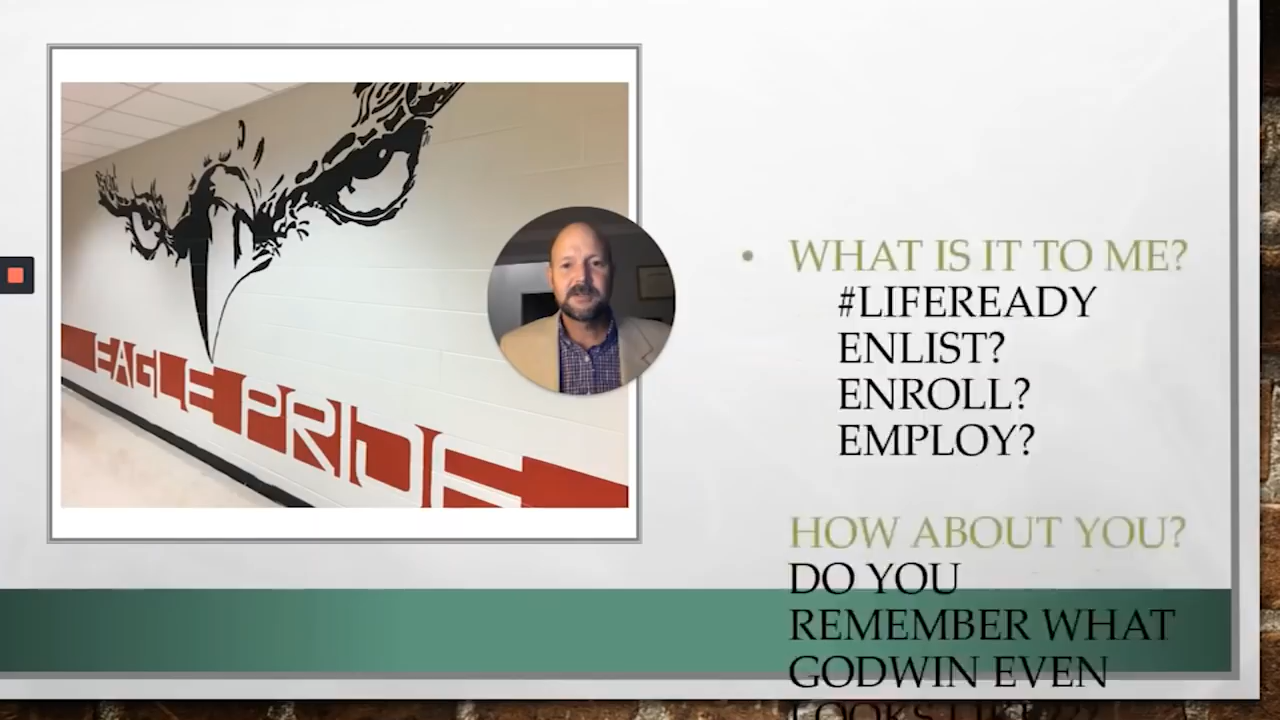 EAGLE PRIDE
WHAT IS IT TO ME?
#LIFEREADY
ENLIST?
ENROLL?
EMPLOY?
HOW ABOUT YOU?
DO YOU
REMEMBER WHAT
GODWIN EVEN